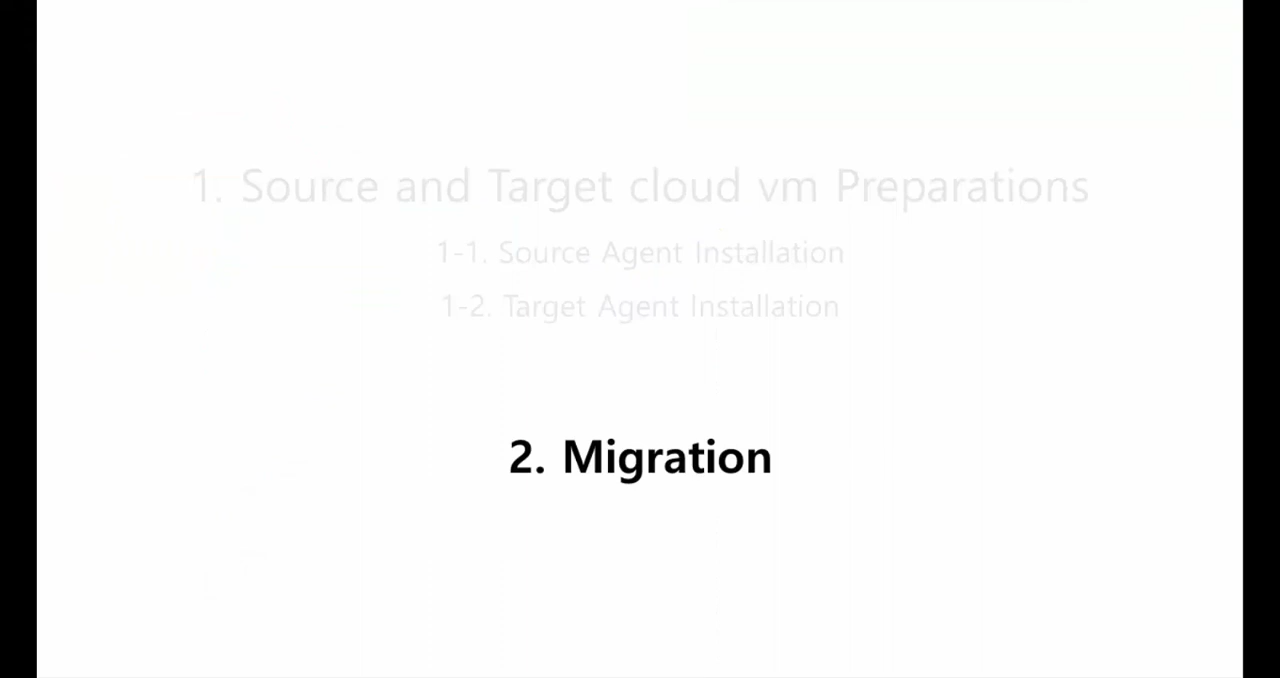 1. Source and Target cloud vm Preparations
1-1. Source Agent Installation
1-2. Target Agent Installation
2. Migration